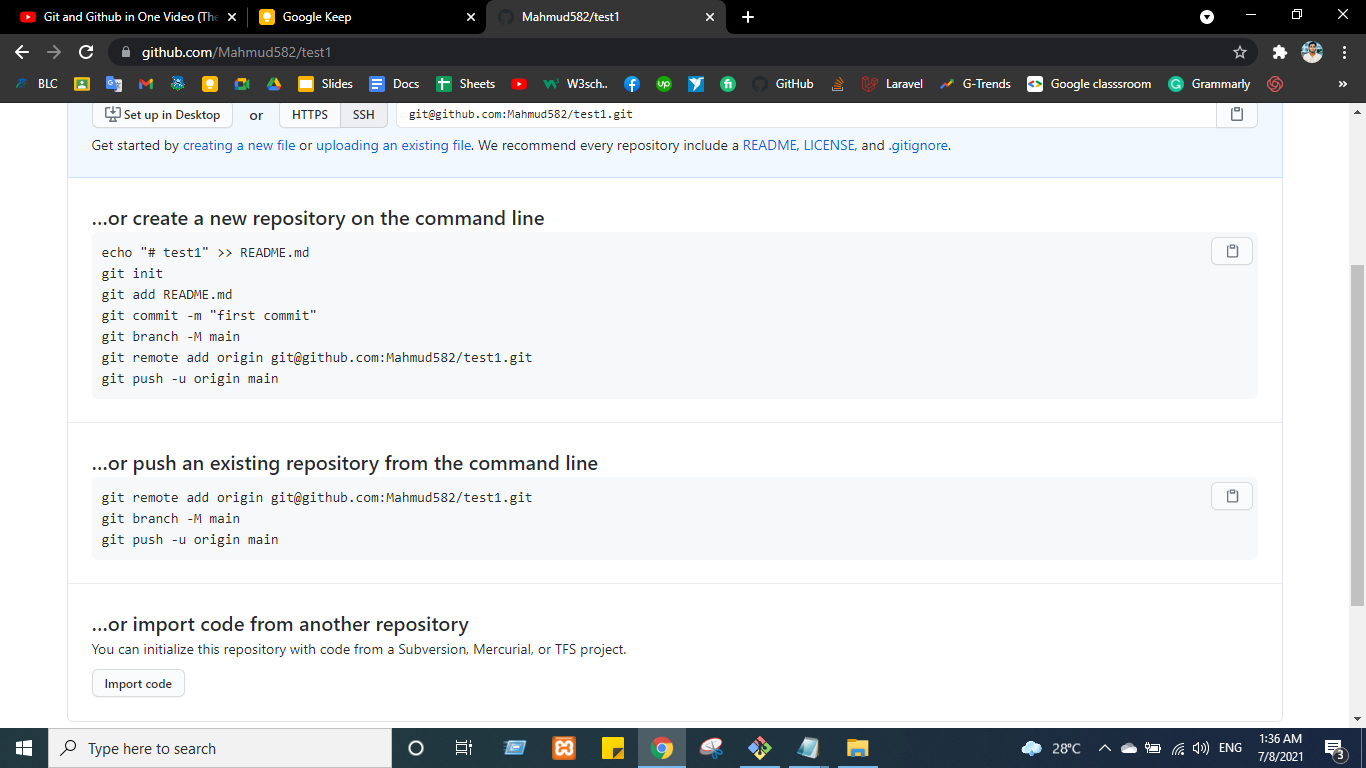 Git and Github in One Video (The
Google Keep
Mahmud582/test1
github.com/Mahmud582/test1
BLC
Slides
Docs
Sheets
W3sch..
up
fi
GitHub
Laravel
G-Trends
Google classsroom
Grammarly
Set up in Desktop or HTTPS SSH git@github.com:Mahmud582/test1.git
Get started by creating a new file or uploading an existing file. We recommend every repository include a README, LICENSE, and .gitignore.
...or create a new repository on the command line
echo "# test1" >> README.md
git init
git add README.md
git commit -m "first commit"
git branch -M main
git remote add origin git@github.com:Mahmud582/test1.git
git push -u origin main
...or push an existing repository from the command line
git remote add origin git@github.com:Mahmud582/test1.git
git branch -M main
git push -u origin main
...or import code from another repository
You can initialize this repository with code from a Subversion, Mercurial, or TFS project.
Import code
Type here to search
28°C
ENG
1:36 AM
7/8/2021
3